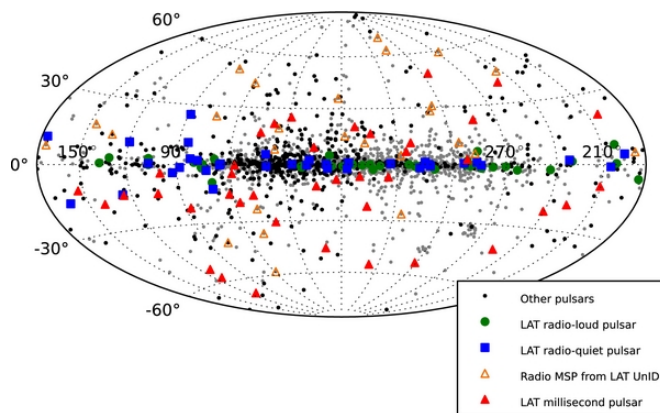 60°
30°
150° 90° 270° 210°
0°
-30°
-60°
Other pulsars
LAT radio-loud pulsar
LAT radio-quiet pulsar
Radio MSP from LAT UnID
LAT millisecond pulsar